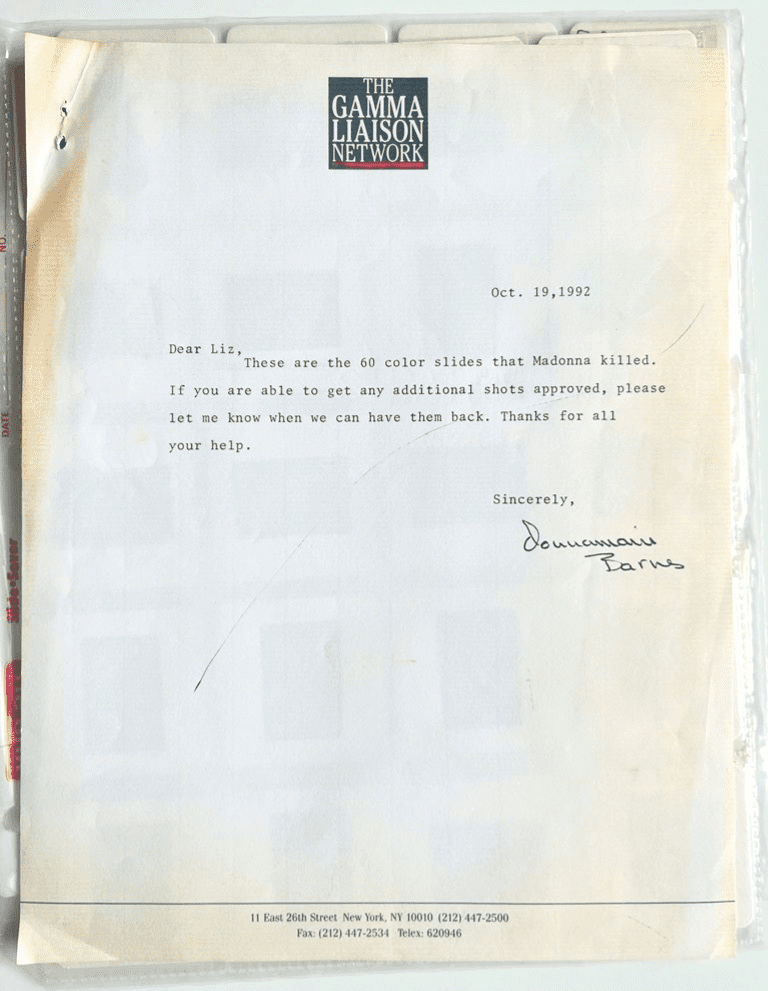 THE
GAMMA
LIAISON
NETWORK
Oct. 19,1992
Dear Liz,
These are the 60 color slides that Madonna killed.
If you are able to get any additional shots approved, please
let me know when we can have them back. Thanks for all
your help.
Sincerely,
Donnamarie
Barnes
11 East 26th Street New York, NY 10010 (212) 447-2500
Fax: (212) 447-2534 Telex: 620946
NO.
DATE